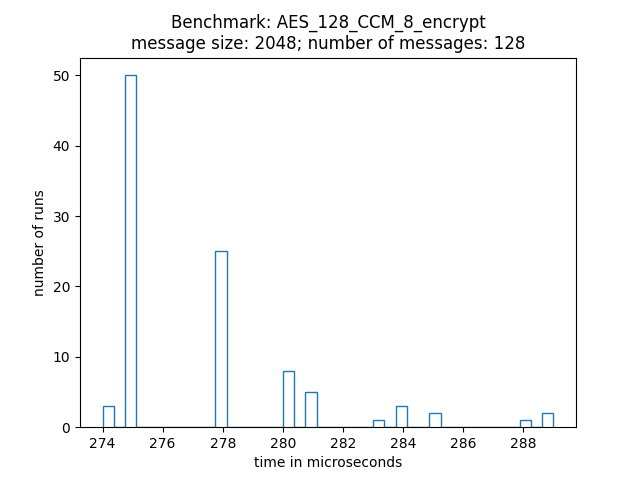 Benchmark: AES_128_CCM_8_encrypt
message size: 2048; number of messages: 128
50
40
30
20
10
0
number of runs
274 276 278 280 282 284 286 288
time in microseconds